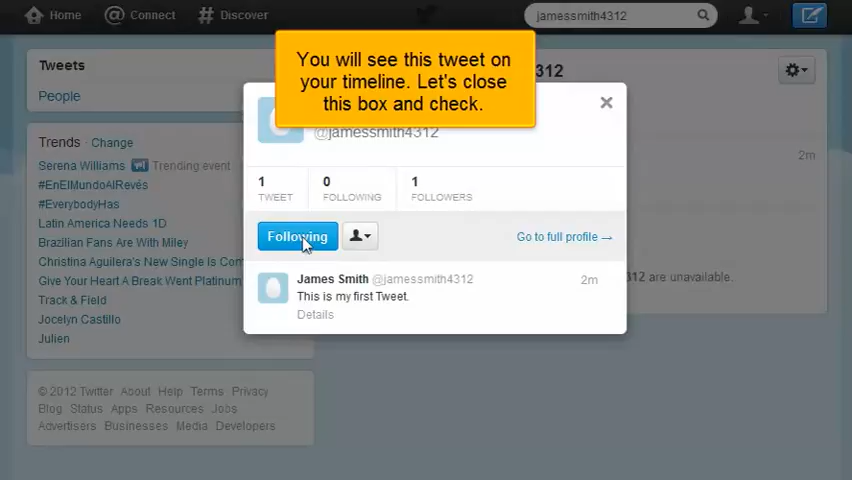 Home Connect # Discover jamessmith4312
You will see this tweet on
your timeline. Let's close
this box and check.
Tweets
People
Trends · Change
Serena Williams Trending event
#EnElMundoAlRevés
#EverybodyHas
Latin America Needs 1D
Brazilian Fans Are With Miley
Christina Aguilera's New Single Is Com
Give Your Heart A Break Went Platinum
Track & Field
Jocelyn Castillo
Julien
© 2012 Twitter About Help Terms Privacy
Blog Status Apps Resources Jobs
Advertisers Businesses Media Developers
312
2m
312 are unavailable.
@jamessmith4312
1 0 1
TWEET FOLLOWING FOLLOWERS
Following
Go to full profile →
James Smith @jamessmith4312 2m
This is my first Tweet.
Details